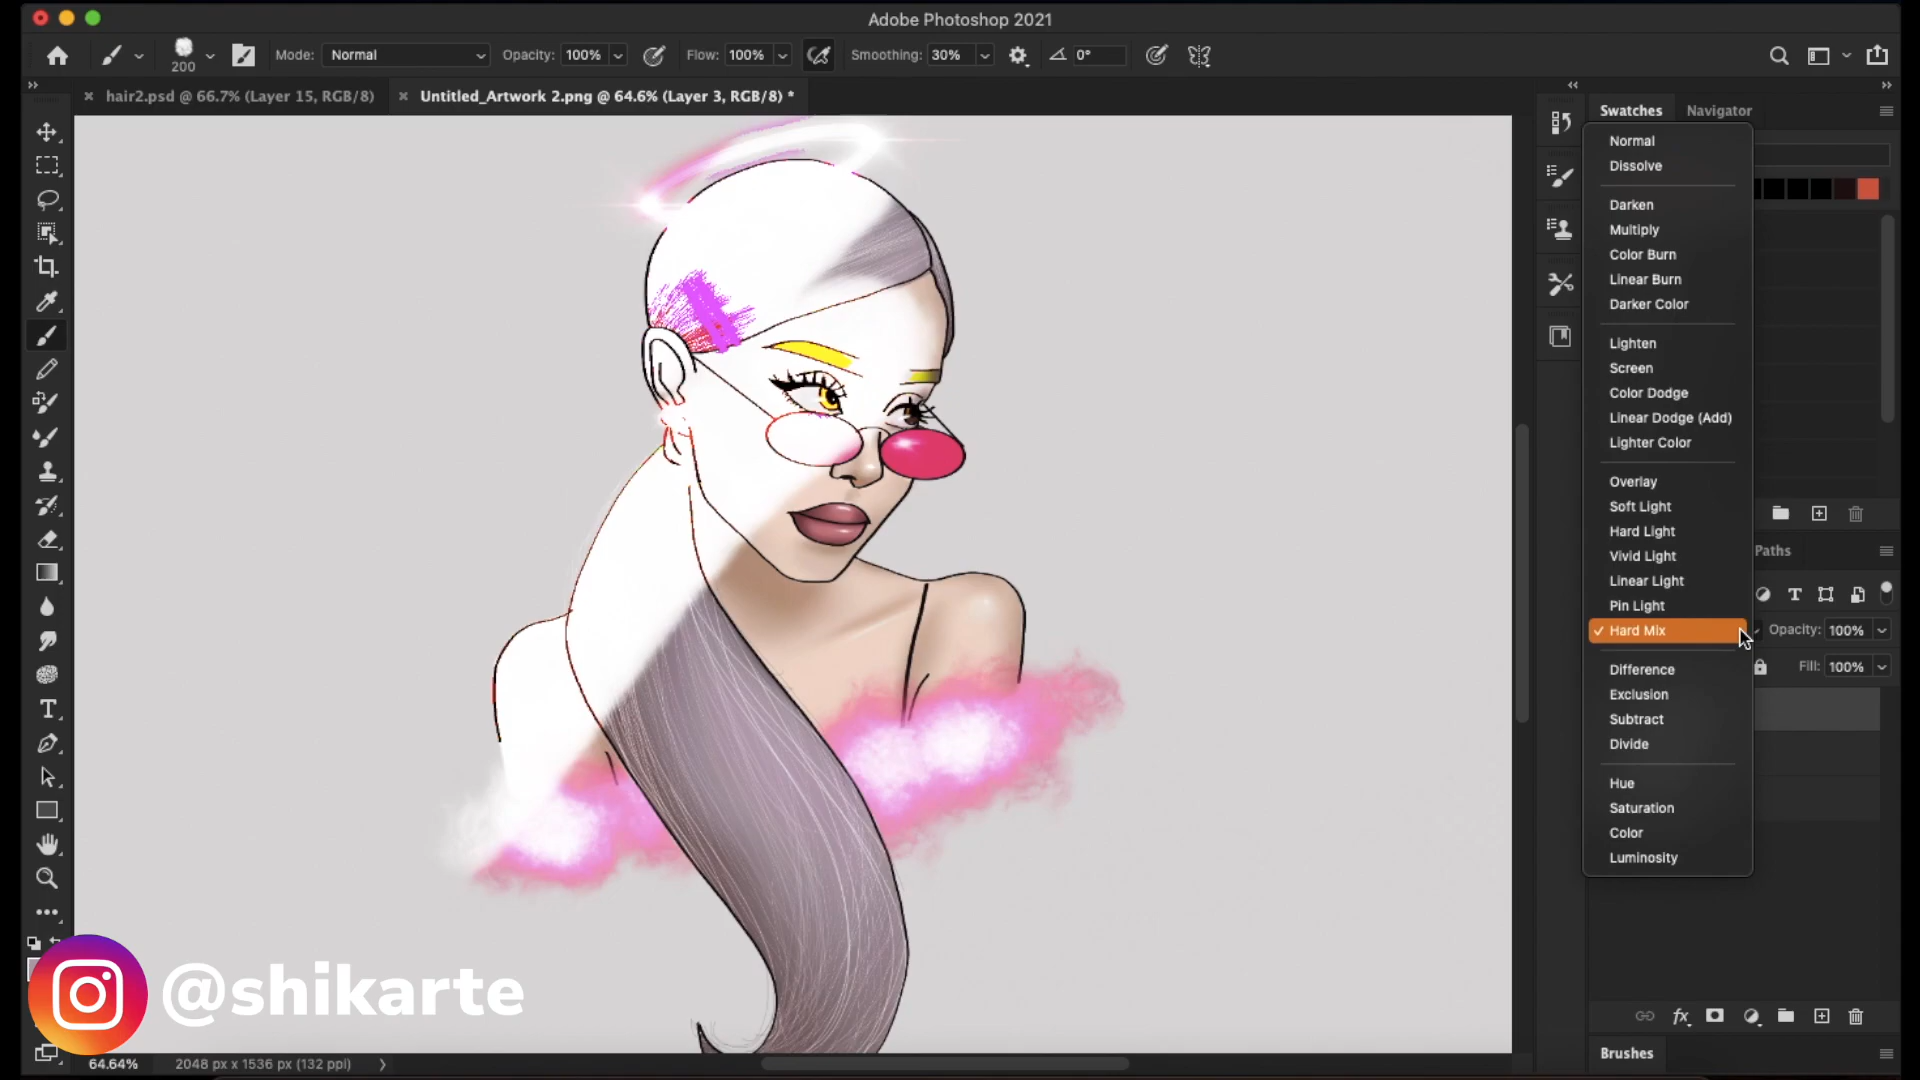 Adobe Photoshop 2021
200
Mode: Normal
Opacity: 100%
Flow: 100%
Smoothing: 30%
0°
hair2.psd @ 66.7% (Layer 15, RGB/8)
Untitled_Artwork 2.png @ 64.6% (Layer 3, RGB/8) *
Swatches
Navigator
Normal
Dissolve
Darken
Multiply
Color Burn
Linear Burn
Darker Color
Lighten
Screen
Color Dodge
Linear Dodge (Add)
Lighter Color
Overlay
Soft Light
Hard Light
Vivid Light
Linear Light
Pin Light
Hard Mix
Difference
Exclusion
Subtract
Divide
Hue
Saturation
Color
Luminosity
Paths
Opacity: 100%
Fill: 100%
fx
Brushes
@shikarte
64.64%
2048 px x 1536 px (132 ppi)